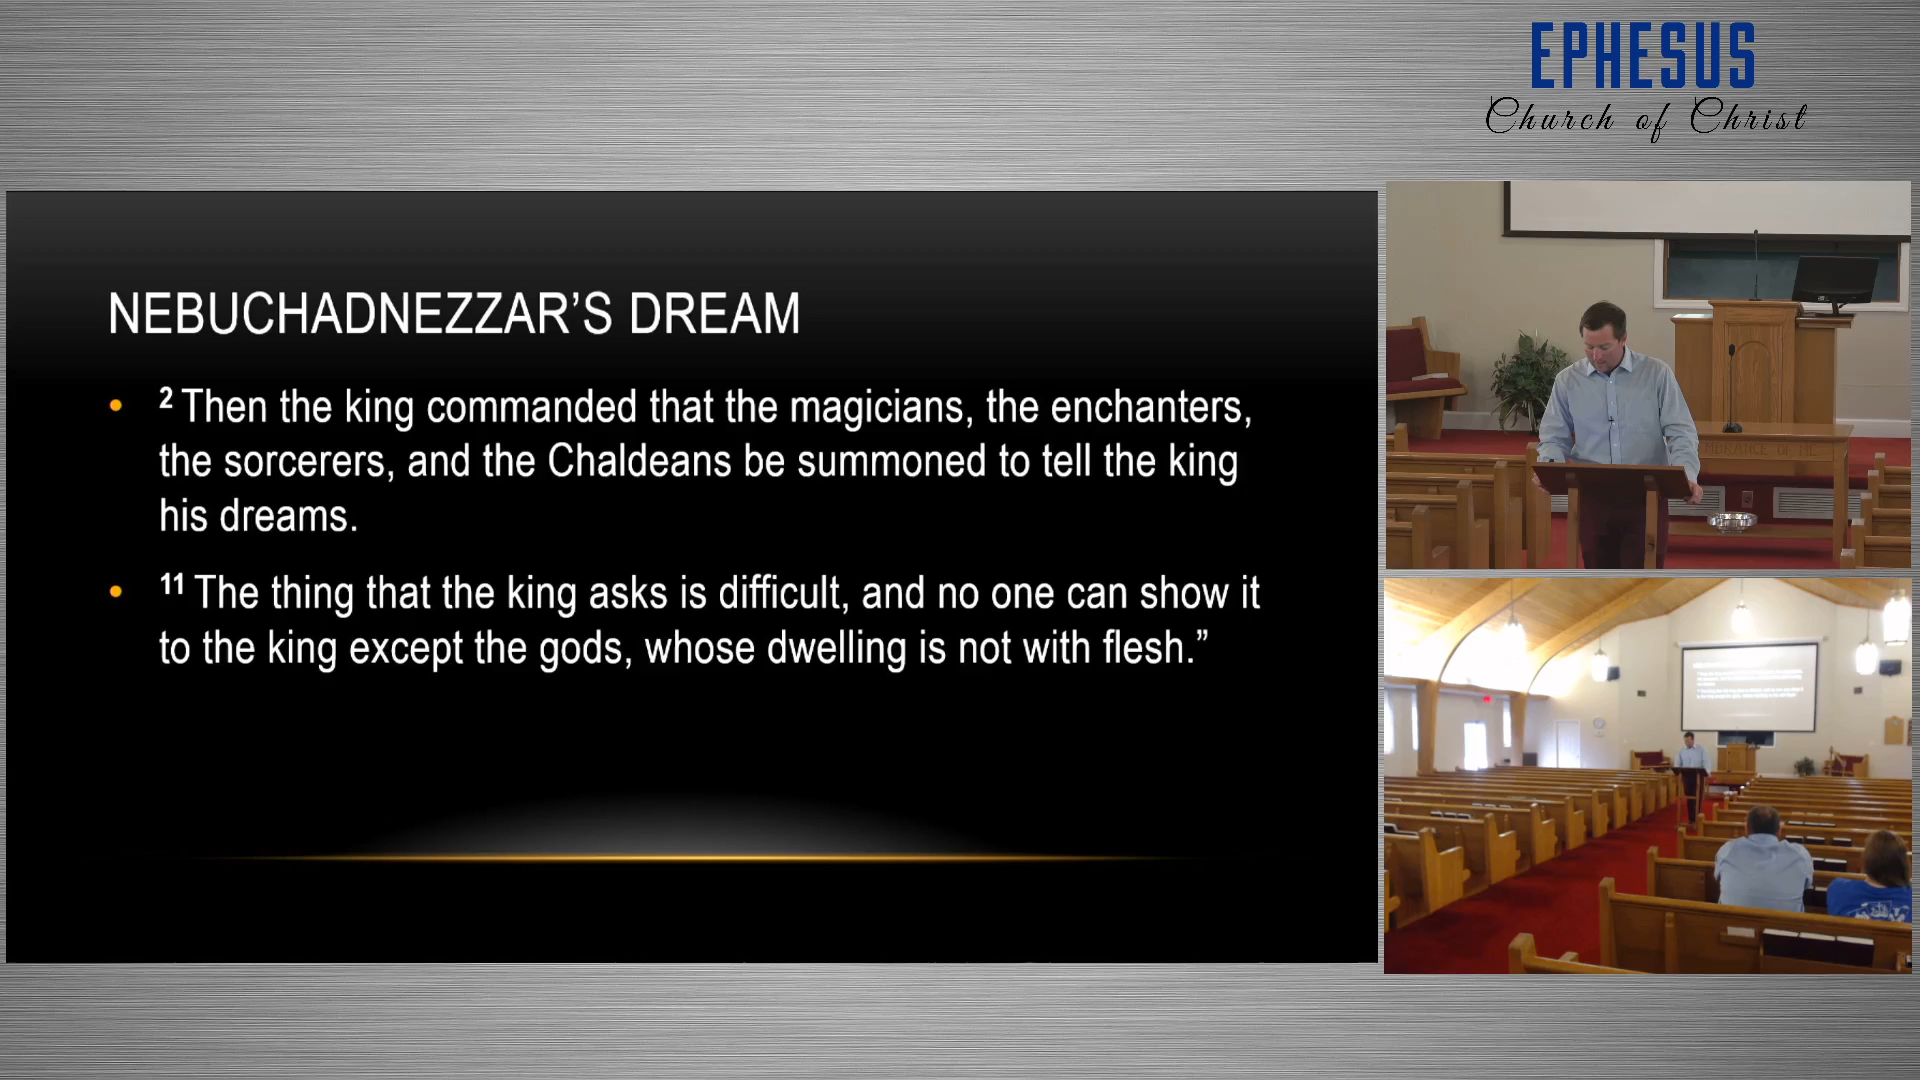 EPHESUS
Church of Christ
NEBUCHADNEZZAR’S DREAM
• 2 Then the king commanded that the magicians, the enchanters,
the sorcerers, and the Chaldeans be summoned to tell the king
his dreams.
• 11 The thing that the king asks is difficult, and no one can show it
to the king except the gods, whose dwelling is not with flesh.”
OF ME